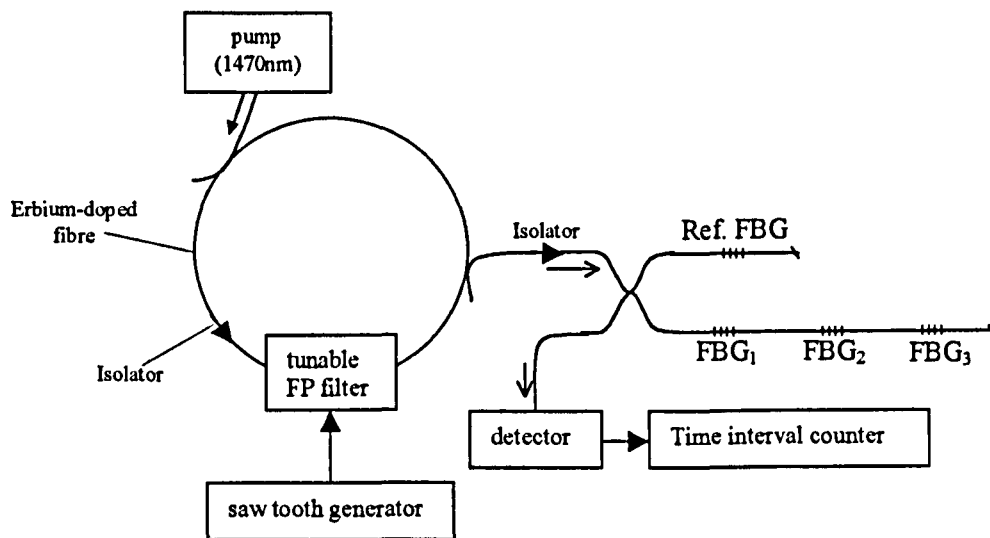 pump
(1470nm)
Erbium-doped
fibre
Isolator
Ref. FBG
Isolator
tunable
FP filter
FBG₁
FBG₂
FBG₃
detector
Time interval counter
saw tooth generator